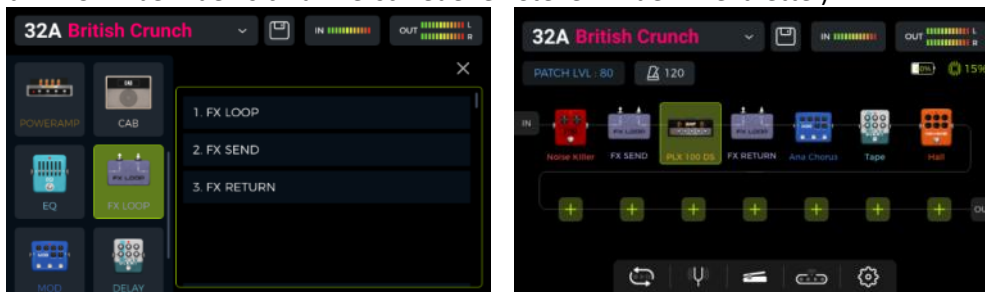 32A British Crunch
IN
OUT
L
R
POWERAMP
CAB
EQ
FX LOOP
MOD
DELAY
1. FX LOOP
2. FX SEND
3. FX RETURN
32A British Crunch
IN
OUT
L
R
PATCH LVL : 80
120
15%
IN
Noise Killer
FX SEND
PLX 100 DS
FX RETURN
Ana Chorus
Tape
Hall